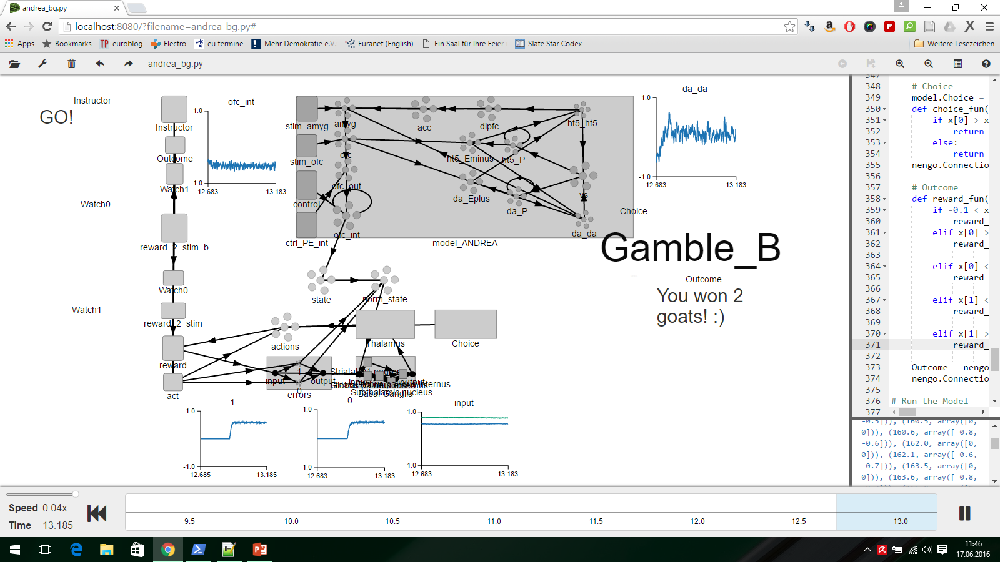 andrea_bg.py
localhost:8080/?filename=andrea_bg.py#
Apps Bookmarks TP euroblog Electro eu termine Mehr Demokratie e.V. Euranet (English) Ein Saal für Ihre Feier Slate Star Codex Weitere Lesezeichen
andrea_bg.py
Instructor
GO!
Instructor
Outcome
Watch1
Watch0
reward_2_stim_b
Watch0
Watch1
reward_2_stim
reward
act
ofc_int
1.0
-1.0
12.683 13.183
stim_amyg
amyg
acc
dlpfc
ht5_ht5
stim_ofc
ofc
ht5_Eminus
ht5_P
ofc_out
control
da_Eplus
da_P
vs
ctrl_PE_int
ofc_int
da_da
model_ANDREA
da_da
1.0
-1.0
12.683 13.183
Choice
Gamble_B
Outcome
You won 2
goats! :)
state
norm_state
actions
Thalamus
Choice
input
1
output
0
errors
Subthalamic nucleus
Basal Ganglia
1
1.0
-1.0
12.685 13.185
0
1.0
-1.0
12.683 13.183
input
1.0
-1.0
12.683 13.183
347
348 # Choice
349 model.Choice =
350 def choice_fun(
351 if x[0] > x
352 return
353 else:
354 return
355 nengo.Connectio
356
357 # Outcome
358 def reward_fun(
359 if -0.1 < x
360 reward_
361 elif x[0] >
362 reward_
363
364 elif x[0] <
365 reward_
366
367 elif x[1] <
368 reward_
369
370 elif x[1] >
371 reward_
372
373 Outcome = nengo
374 nengo.Connectio
375
376 # Run the Model
377
-0.5])), (160.5, array([0,
0])), (160.6, array([ 0.8,
-0.6])), (162.0, array([0,
0])), (162.1, array([ 0.6,
-0.7])), (163.5, array([0,
0])), (163.6, array([ 0.8,
Speed 0.04x
Time 13.185
9.5 10.0 10.5 11.0 11.5 12.0 12.5 13.0
11:46
17.06.2016